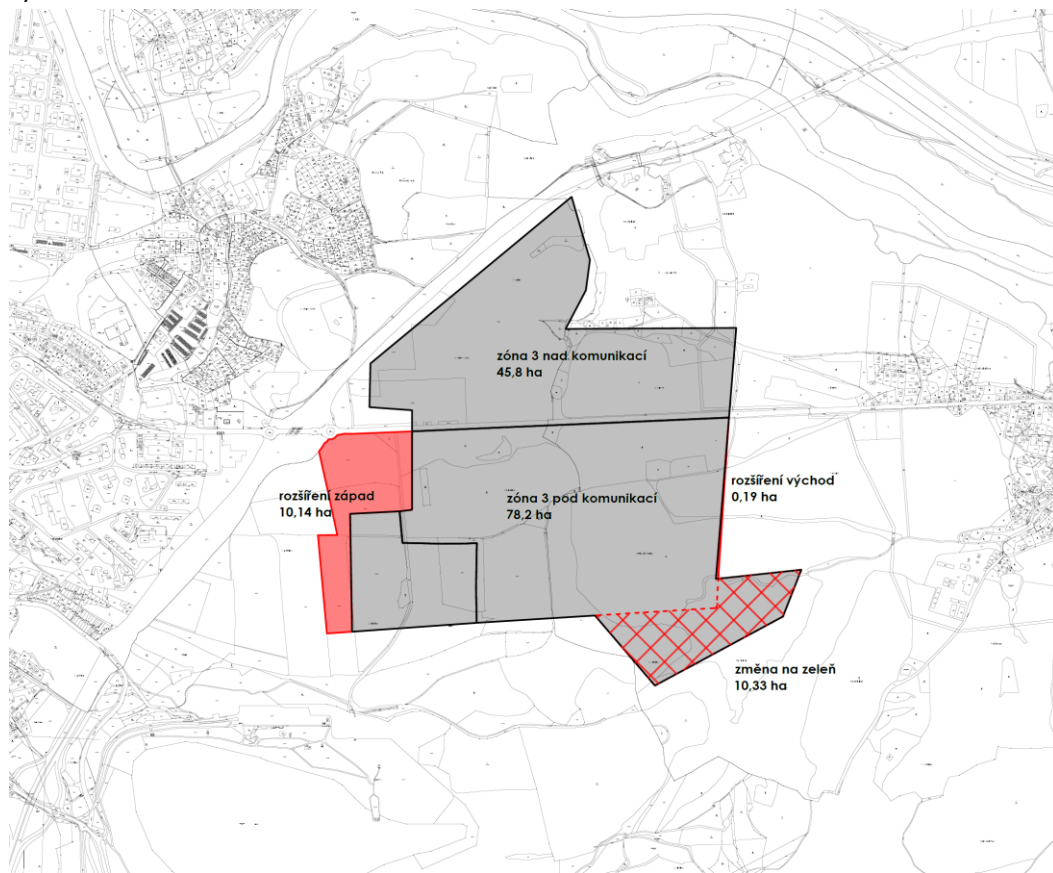 zóna 3 nad komunikací
45,8 ha
rozšíření západ
10,14 ha
zóna 3 pod komunikací
78,2 ha
rozšíření východ
0,19 ha
změna na zeleň
10,33 ha